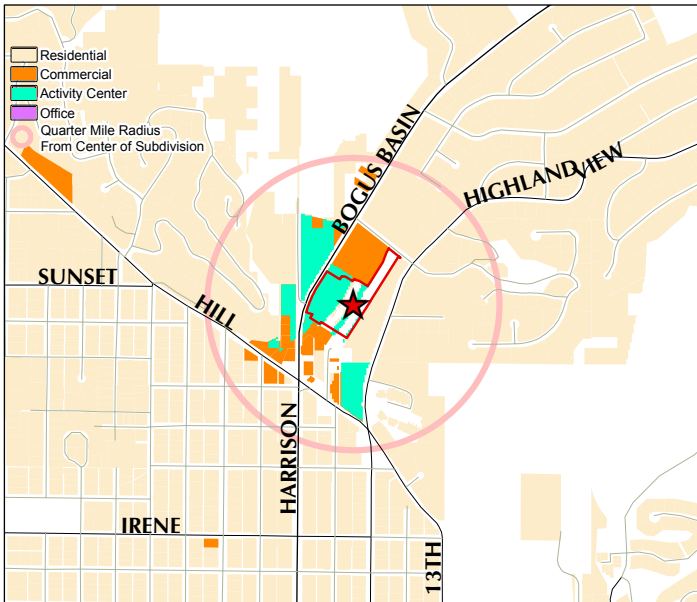 Residential
Commercial
Activity Center
Office
Quarter Mile Radius
From Center of Subdivision
BOGUS BASIN
HIGHLAND VIEW
SUNSET
HILL
HARRISON
IRENE
13TH